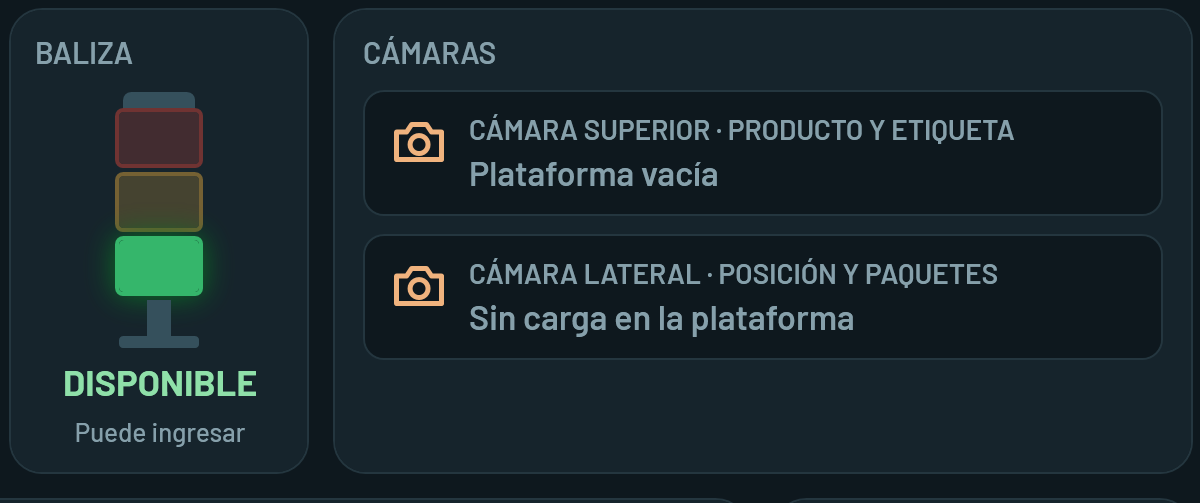 BALIZA
DISPONIBLE
Puede ingresar
CÁMARAS
CÁMARA SUPERIOR · PRODUCTO Y ETIQUETA
Plataforma vacía
CÁMARA LATERAL · POSICIÓN Y PAQUETES
Sin carga en la plataforma